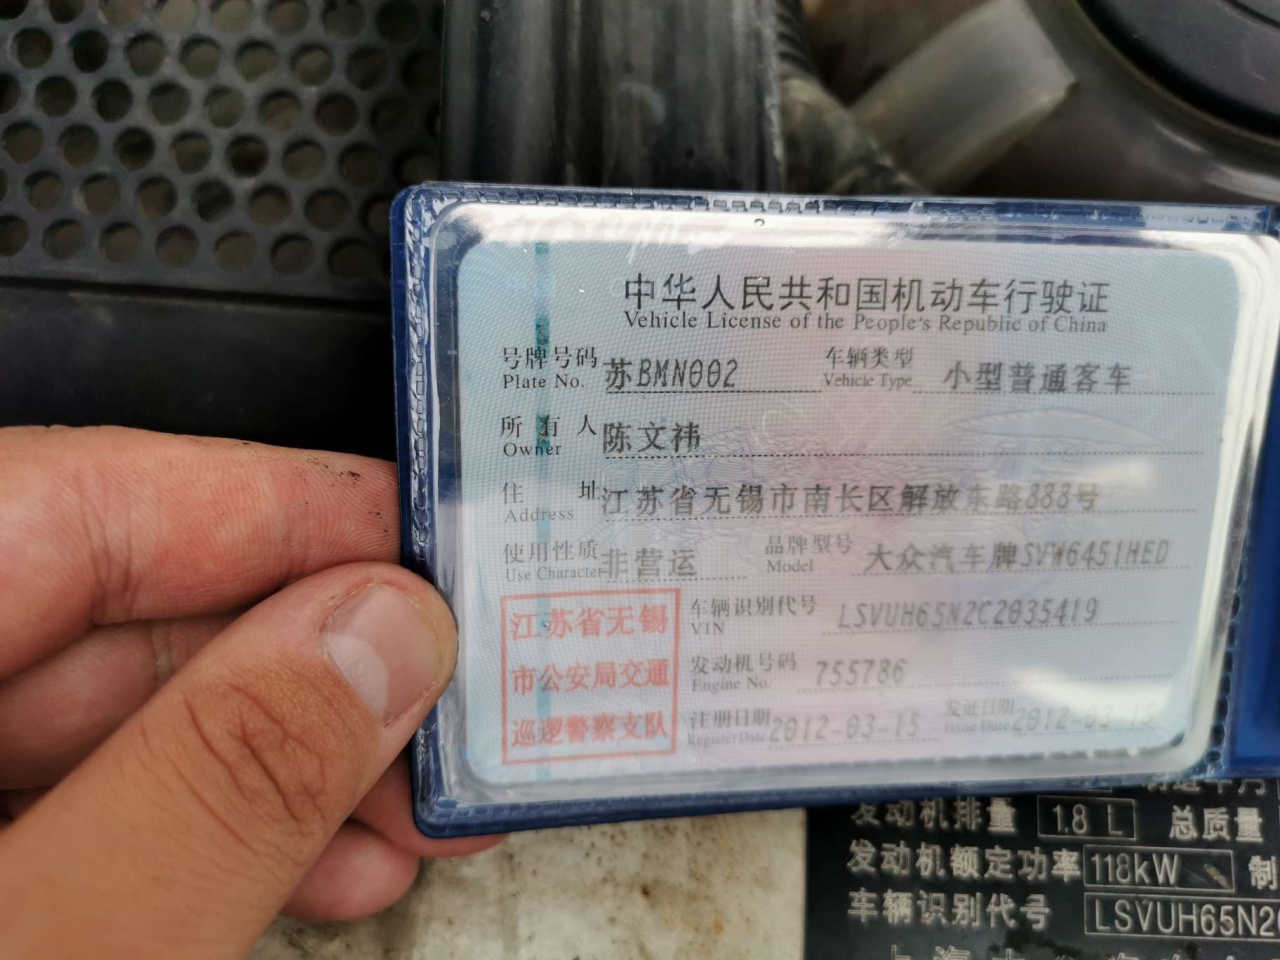 中华人民共和国机动车行驶证
Vehicle License of the People's Republic of China
号牌号码 苏BMN002 车辆类型 小型普通客车
Plate No. Vehicle Type
所有人 陈文祎
Owner
住址 江苏省无锡市南长区解放东路888号
Address
使用性质 非营运 品牌型号 大众汽车牌SVW6451HED
Use Character Model
江苏省无锡
市公安局交通
巡逻警察支队
车辆识别代号 LSVUH65N2C2035419
VIN
发动机号码 755786
Engine No.
注册日期 2012-03-15 发证日期 2012-03-15
Register Date Issue Date
发动机排量 1.8 L 总质量
发动机额定功率 118kW 制
车辆识别代号 LSVUH65N2